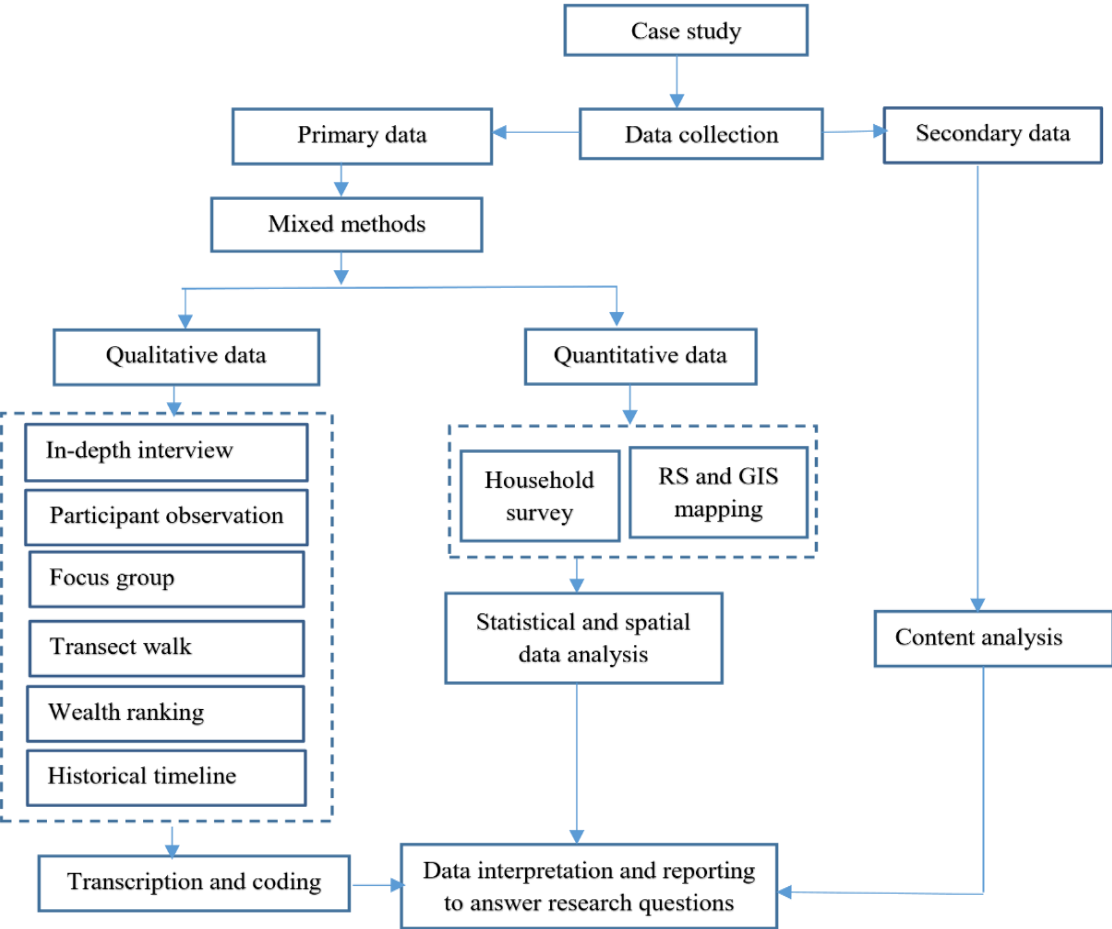 Case study
Primary data
Data collection
Secondary data
Mixed methods
Qualitative data
Quantitative data
In-depth interview
Participant observation
Focus group
Transect walk
Wealth ranking
Historical timeline
Household
survey
RS and GIS
mapping
Statistical and spatial
data analysis
Content analysis
Transcription and coding
Data interpretation and reporting
to answer research questions